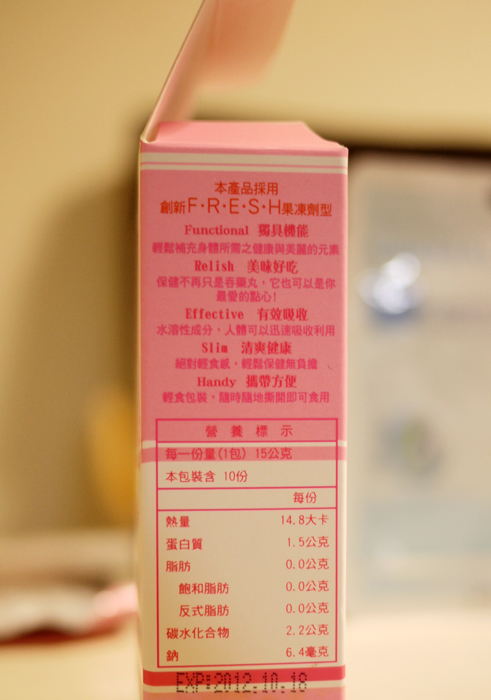 本產品採用
創新F·R·E·S·H果凍劑型
Functional 獨具機能
輕鬆補充身體所需之健康與美麗的元素
Relish 美味好吃
保健不再只是吞藥丸，它也可以是你
最愛的點心！
Effective 有效吸收
水溶性成分，人體可以迅速吸收利用
Slim 清爽健康
絕對輕食感，輕鬆保健無負擔
Handy 攜帶方便
輕食包裝，隨時隨地撕開即可食用
營養標示
每一份量(1包) 15公克
本包裝含 10份
每份
熱量 14.8大卡
蛋白質 1.5公克
脂肪 0.0公克
飽和脂肪 0.0公克
反式脂肪 0.0公克
碳水化合物 2.2公克
鈉 6.4毫克
EXP:2012.10.18